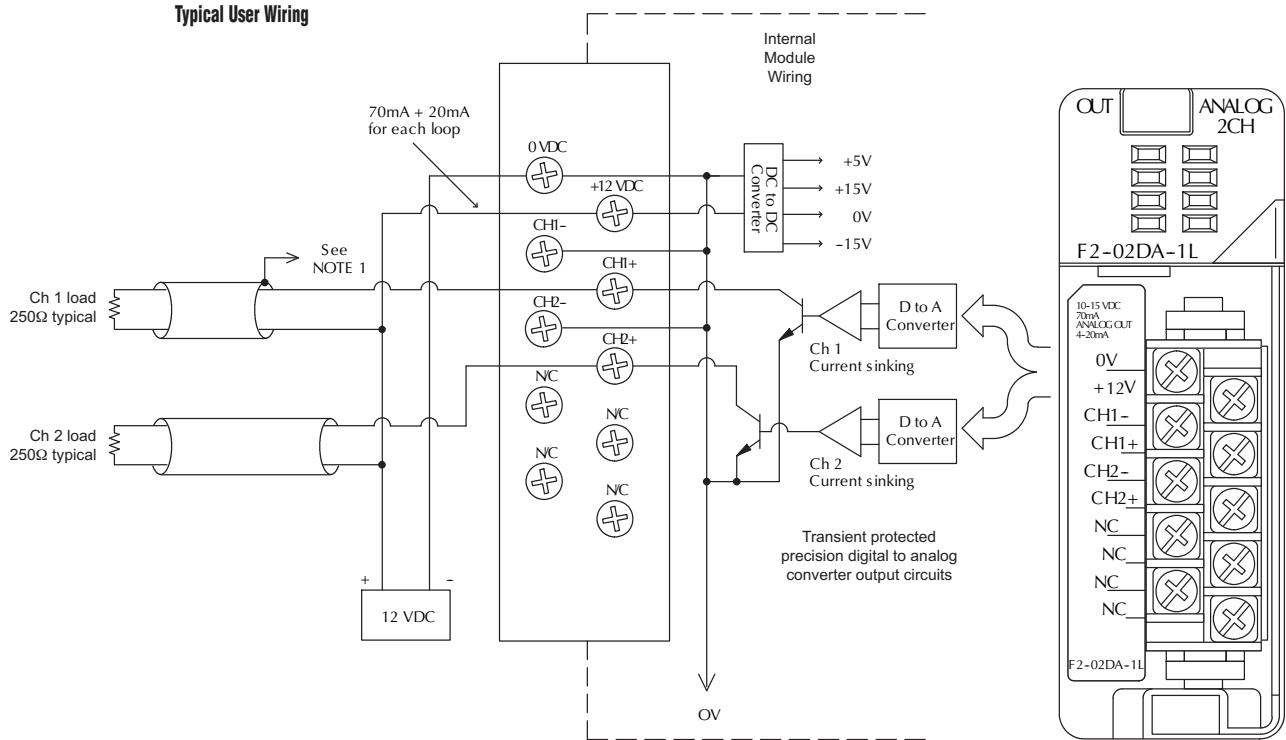 Typical User Wiring
Internal
Module
Wiring
70mA + 20mA
for each loop
0 VDC
+12 VDC
CH1-
CH1+
CH2-
CH2+
N/C
N/C
N/C
N/C
See
NOTE 1
Ch 1 load
250Ω typical
Ch 2 load
250Ω typical
+
-
12 VDC
DC to DC
Converter
+5V
+15V
0V
-15V
D to A
Converter
Ch 1
Current sinking
D to A
Converter
Ch 2
Current sinking
Transient protected
precision digital to analog
converter output circuits
OV
OUT
ANALOG
2CH
F2-02DA-1L
10-15 VDC
70mA
ANALOG OUT
4-20mA
0V
+12V
CH1-
CH1+
CH2-
CH2+
NC
NC
NC
NC
F2-02DA-1L